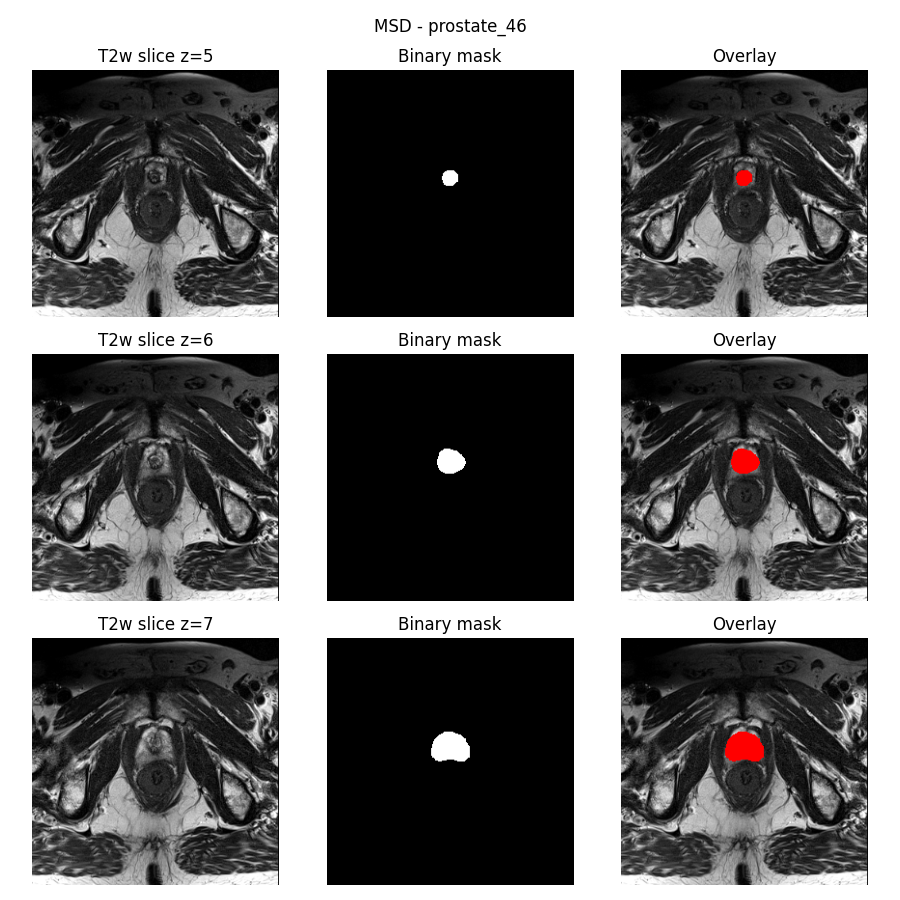 MSD - prostate_46
T2w slice z=5
Binary mask
Overlay
T2w slice z=6
Binary mask
Overlay
T2w slice z=7
Binary mask
Overlay